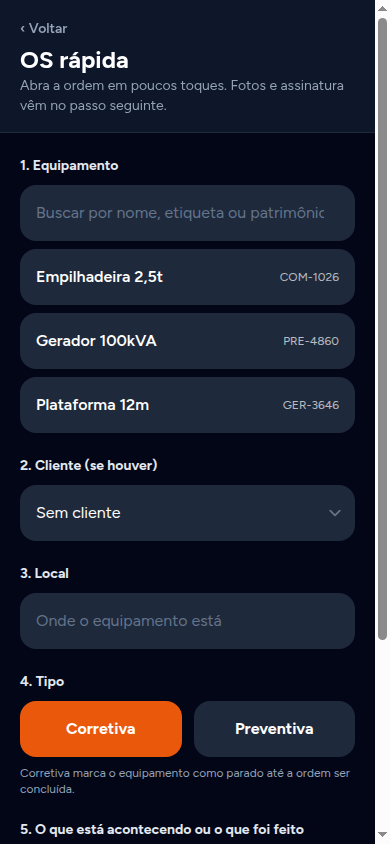 ‹ Voltar
OS rápida
Abra a ordem em poucos toques. Fotos e assinatura
vêm no passo seguinte.
1. Equipamento
Buscar por nome, etiqueta ou patrimônic
Empilhadeira 2,5t COM-1026
Gerador 100kVA PRE-4860
Plataforma 12m GER-3646
2. Cliente (se houver)
Sem cliente
3. Local
Onde o equipamento está
4. Tipo
Corretiva Preventiva
Corretiva marca o equipamento como parado até a ordem ser
concluída.
5. O que está acontecendo ou o que foi feito